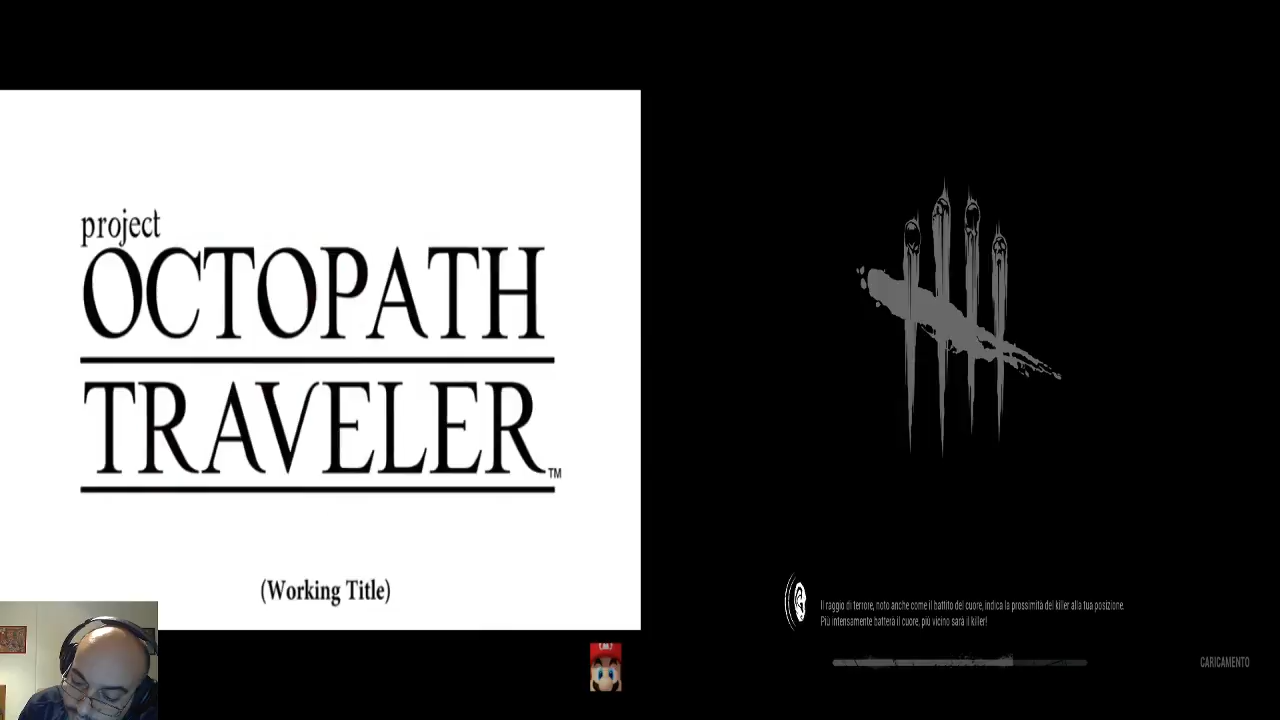 project
OCTOPATH
TRAVELER™
(Working Title)
Il raggio di terrore, noto anche come il battito del cuore, indica la prossimità del killer alla tua posizione.
Più intensamente batterà il cuore, più vicino sarà il killer!
CARICAMENTO